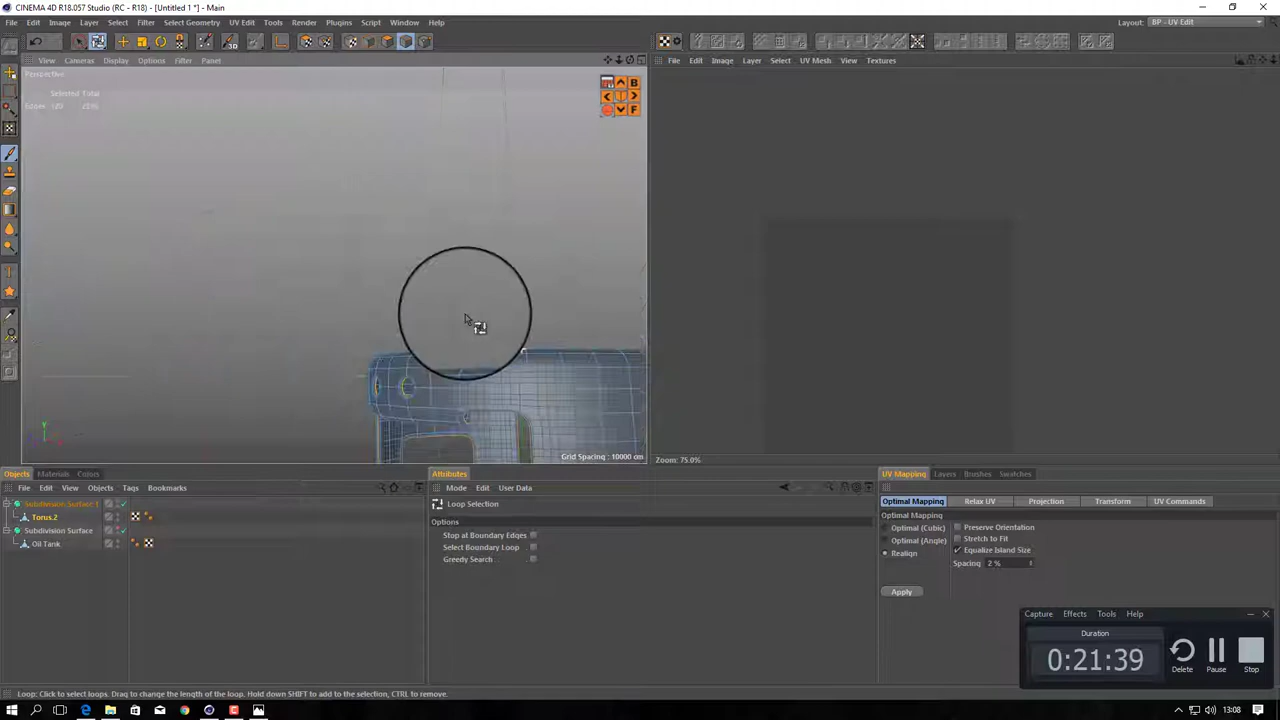 CINEMA 4D R18.057 Studio (RC - R18) - [Untitled 1 *] - Main
File Edit Image Layer Select Filter Select Geometry UV Edit Tools Render Plugins Script Window Help
Layout: BP - UV Edit
View Cameras Display Options Filter Panel
File Edit Image Layer Select UV Mesh View Textures
Perspective
Selected Total
Edges
B
F
Grid Spacing : 10000 cm
Zoom: 75.0%
Objects Materials Colors
Attributes
UV Mapping Layers Brushes Swatches
File Edit View Objects Tags Bookmarks
Mode Edit User Data
Subdivision Surface 1
Torus.2
Subdivision Surface
Oil Tank
Loop Selection
Options
Stop at Boundary Edges
Select Boundary Loop
Greedy Search
Optimal Mapping Relax UV Projection Transform UV Commands
Optimal Mapping
Optimal (Cubic) Preserve Orientation
Optimal (Angle) Stretch to Fit
Realign Equalize Island Size
Spacing 2 %
Apply
Capture Effects Tools Help
Duration
0:21:39
Delete Pause Stop
Loop: Click to select loops. Drag to change the length of the loop. Hold down SHIFT to add to the selection, CTRL to remove.
13:08